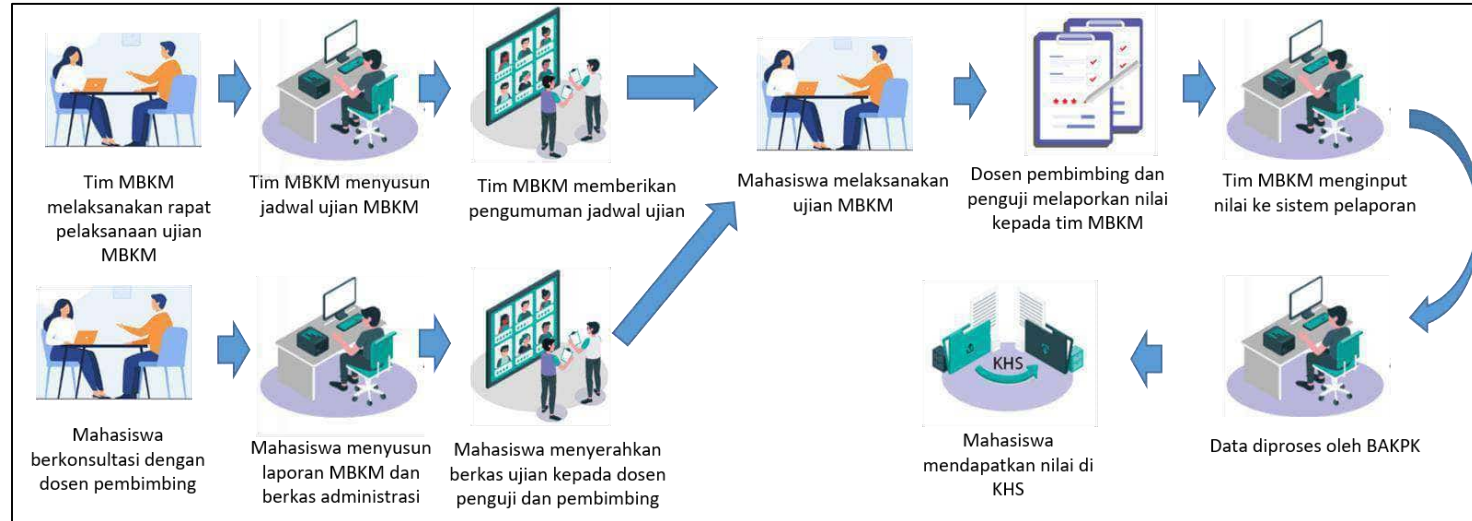 Tim MBKM
melaksanakan rapat
pelaksanaan ujian
MBKM
Tim MBKM menyusun
jadwal ujian MBKM
Tim MBKM memberikan
pengumuman jadwal ujian
Mahasiswa melaksanakan
ujian MBKM
Dosen pembimbing dan
penguji melaporkan nilai
kepada tim MBKM
Tim MBKM menginput
nilai ke sistem pelaporan
Mahasiswa
berkonsultasi dengan
dosen pembimbing
Mahasiswa menyusun
laporan MBKM dan
berkas administrasi
Mahasiswa menyerahkan
berkas ujian kepada dosen
penguji dan pembimbing
KHS
Mahasiswa
mendapatkan nilai di
KHS
Data diproses oleh BAKPK